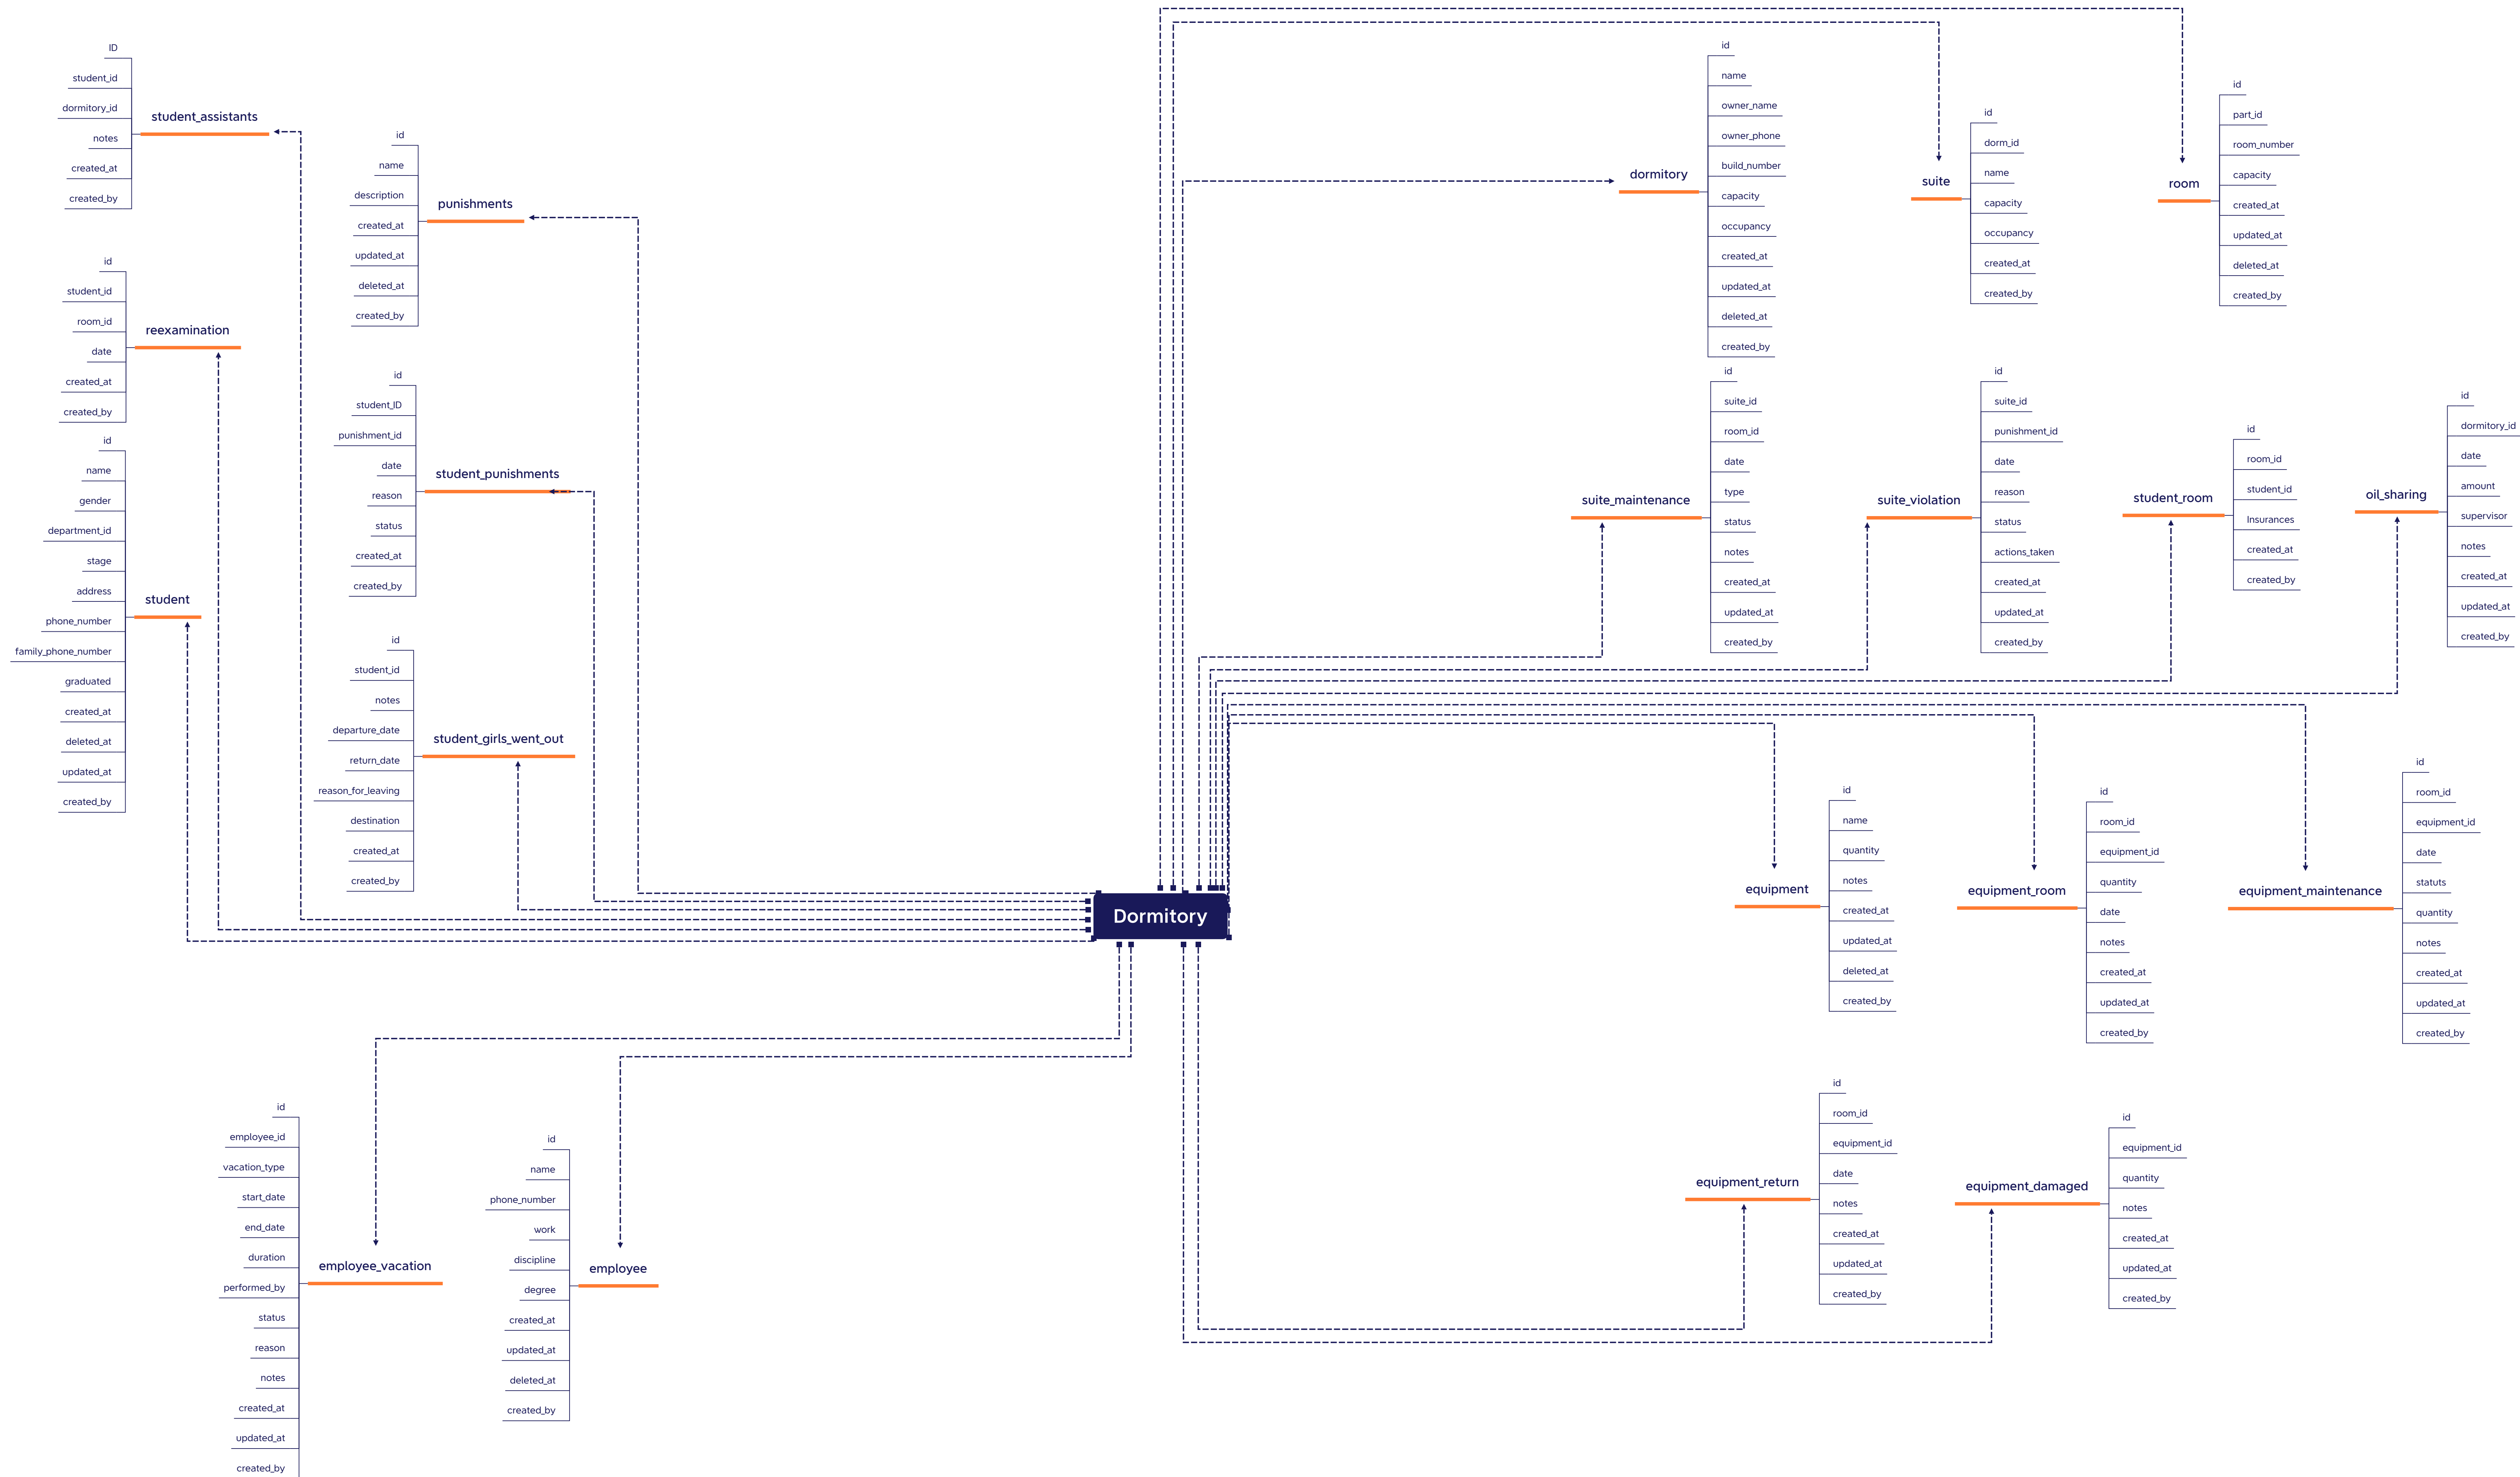 ID
student_id
dormitory_id
notes
created_at
created_by
student_assistants
id
name
description
created_at
updated_at
deleted_at
created_by
punishments
id
student_id
room_id
date
created_at
created_by
reexamination
id
student_ID
punishment_id
date
reason
status
created_at
created_by
student_punishments
id
name
gender
department_id
stage
address
phone_number
family_phone_number
graduated
created_at
deleted_at
updated_at
created_by
student
id
student_id
notes
departure_date
return_date
reason_for_leaving
destination
created_at
created_by
student_girls_went_out
dormitory
id
name
owner_name
owner_phone
build_number
capacity
occupancy
created_at
updated_at
deleted_at
created_by
suite
id
dorm_id
name
capacity
occupancy
created_at
created_by
room
id
part_id
room_number
capacity
created_at
updated_at
deleted_at
created_by
suite_maintenance
id
suite_id
room_id
date
type
status
notes
created_at
updated_at
created_by
suite_violation
id
suite_id
punishment_id
date
reason
status
actions_taken
created_at
updated_at
created_by
student_room
id
room_id
student_id
Insurances
created_at
created_by
oil_sharing
id
dormitory_id
date
amount
supervisor
notes
created_at
updated_at
created_by
Dormitory
equipment
id
name
quantity
notes
created_at
updated_at
deleted_at
created_by
equipment_room
id
room_id
equipment_id
quantity
date
notes
created_at
updated_at
created_by
equipment_maintenance
id
room_id
equipment_id
date
statuts
quantity
notes
created_at
updated_at
created_by
id
employee_id
vacation_type
start_date
end_date
duration
performed_by
status
reason
notes
created_at
updated_at
created_by
employee_vacation
id
name
phone_number
work
discipline
degree
created_at
updated_at
deleted_at
created_by
employee
equipment_return
id
room_id
equipment_id
date
notes
created_at
updated_at
created_by
equipment_damaged
id
equipment_id
quantity
notes
created_at
updated_at
created_by